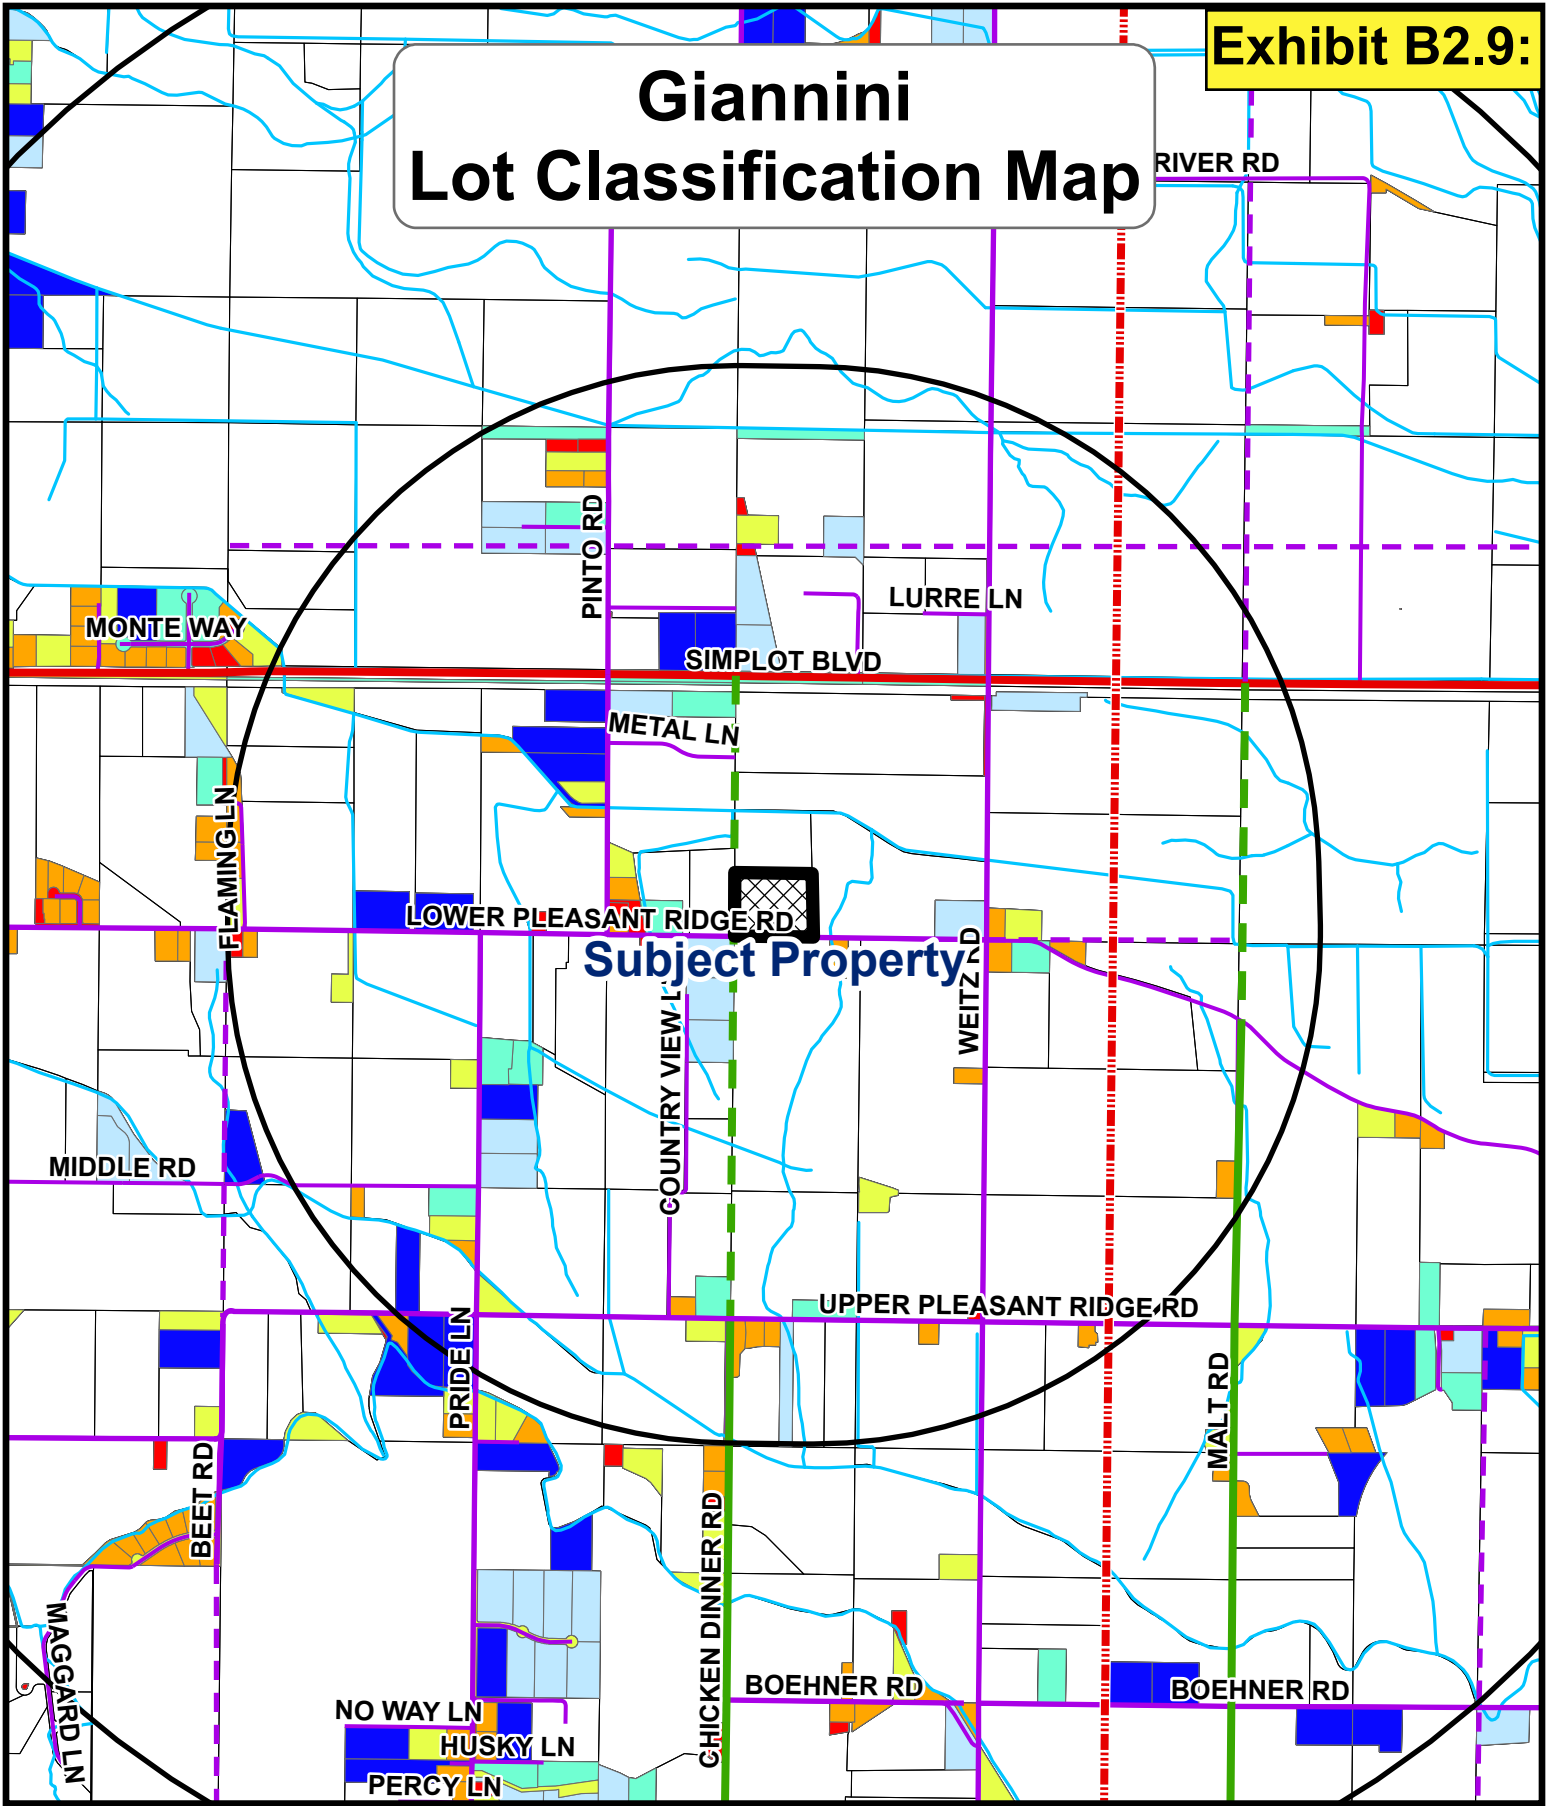 Exhibit B2.9:
Giannini
Lot Classification Map
RIVER RD
PINTO RD
LURRE LN
MONTE WAY
SIMPLOT BLVD
METAL LN
FLAMING LN
LOWER PLEASANT RIDGE RD
Subject Property
WEITZ RD
COUNTRY VIEW L
MIDDLE RD
UPPER PLEASANT RIDGE RD
PRIDE LN
MALT RD
BEET RD
CHICKEN DINNER RD
MAGGARD LN
BOEHNER RD
BOEHNER RD
NO WAY LN
HUSKY LN
PERCY LN